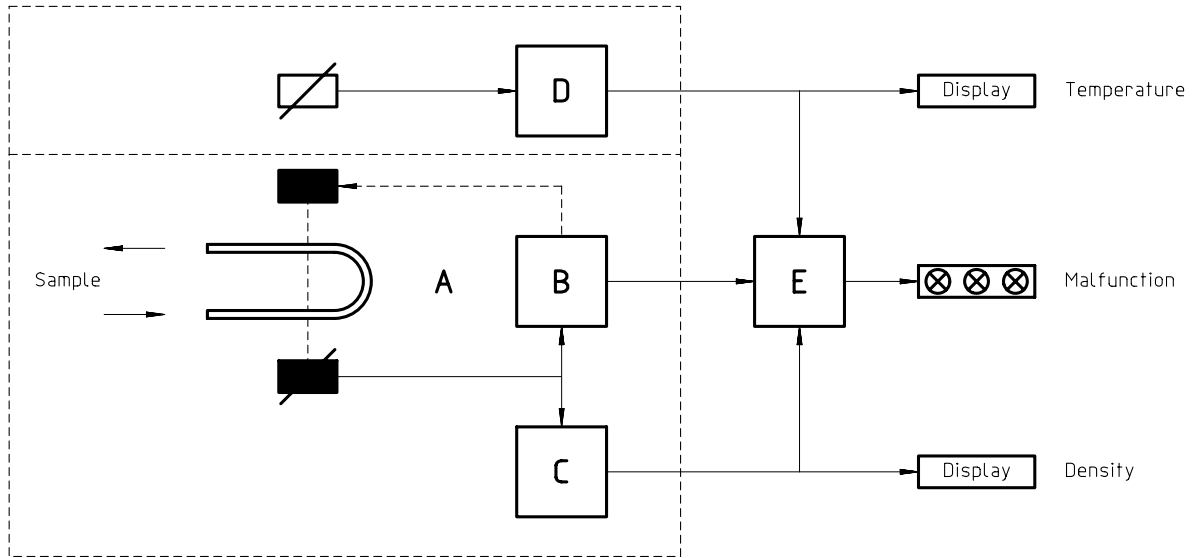 D
Display
Temperature
Sample
A
B
E
Malfunction
C
Display
Density